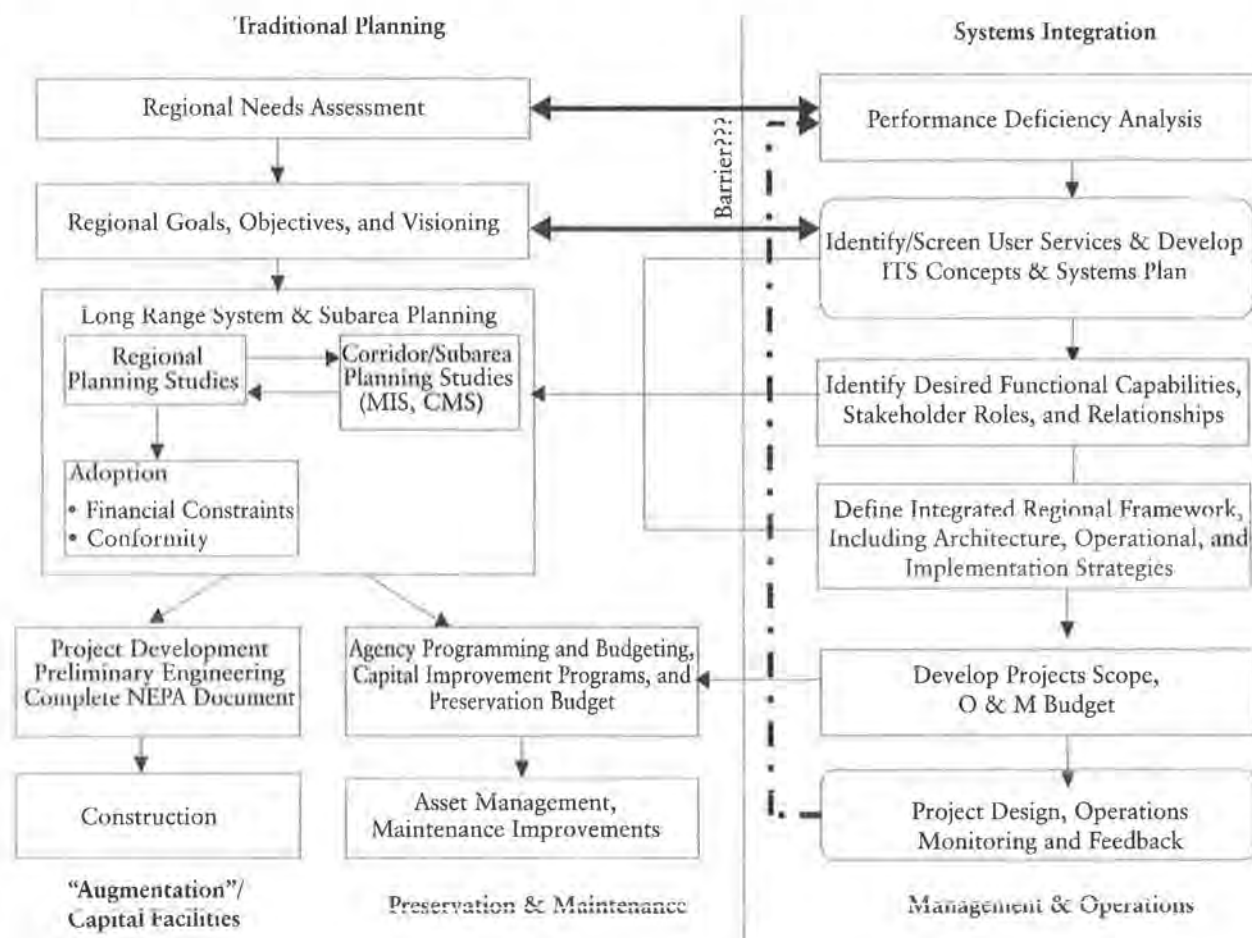 Traditional Planning
Systems Integration
Regional Needs Assessment
Performance Deficiency Analysis
Barrier???
Regional Goals, Objectives, and Visioning
Identify/Screen User Services & Develop
ITS Concepts & Systems Plan
Long Range System & Subarea Planning
Regional
Planning Studies
Corridor/Subarea
Planning Studies
(MIS, CMS)
Identify Desired Functional Capabilities,
Stakeholder Roles, and Relationships
Adoption
• Financial Constraints
• Conformity
Define Integrated Regional Framework,
Including Architecture, Operational, and
Implementation Strategies
Project Development
Preliminary Engineering
Complete NEPA Document
Agency Programming and Budgeting,
Capital Improvement Programs, and
Preservation Budget
Develop Projects Scope,
O & M Budget
Construction
Asset Management,
Maintenance Improvements
Project Design, Operations
Monitoring and Feedback
"Augmentation"/
Capital Facilities
Preservation & Maintenance
Management & Operations